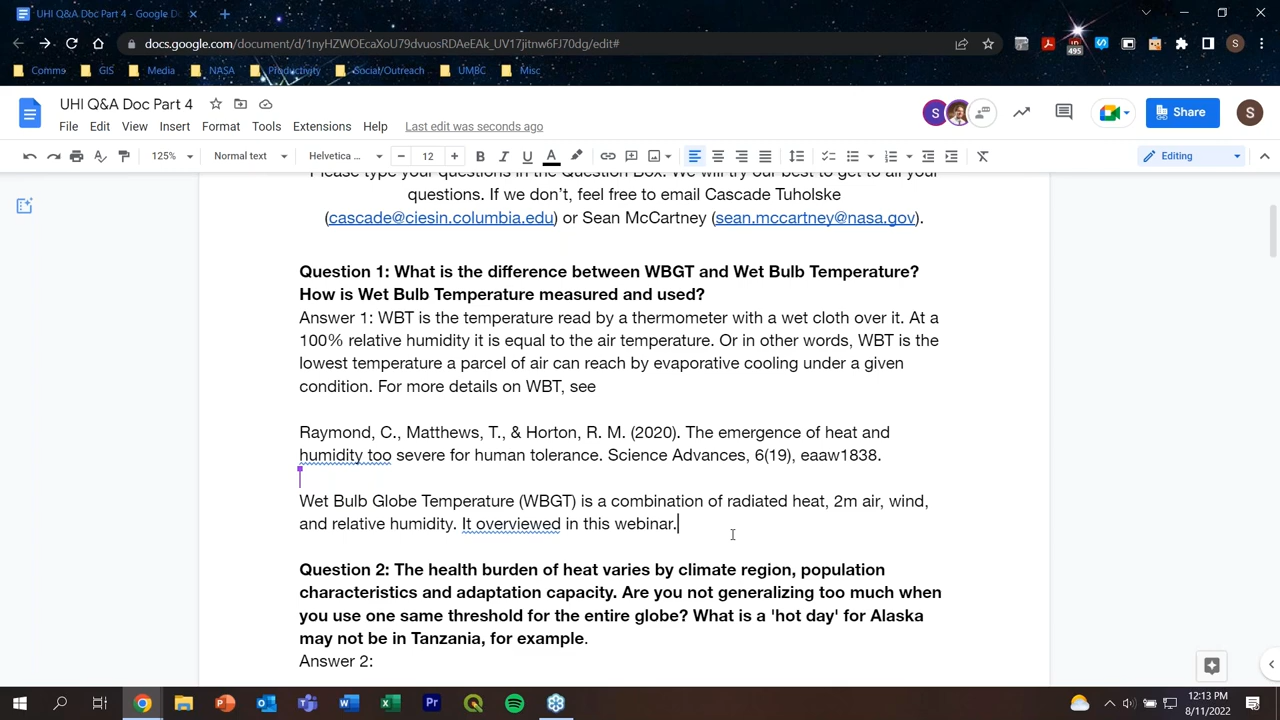 UHI Q&A Doc Part 4 - Google Do
docs.google.com/document/d/1nyHZWOEcaXoU79dvuosRDAeEAk_UV17jitnw6FJ70dg/edit#
495
S
Comms
GIS
Media
NASA
Productivity
Social/Outreach
UMBC
Misc
UHI Q&A Doc Part 4
File Edit View Insert Format Tools Extensions Help Last edit was seconds ago
S
Share
S
125% Normal text Helvetica ... 12 B I U A Editing
Please type your questions in the Question Box. We will try our best to get to all your
questions. If we don't, feel free to email Cascade Tuholske
(cascade@ciesin.columbia.edu) or Sean McCartney (sean.mccartney@nasa.gov).
Question 1: What is the difference between WBGT and Wet Bulb Temperature?
How is Wet Bulb Temperature measured and used?
Answer 1: WBT is the temperature read by a thermometer with a wet cloth over it. At a
100% relative humidity it is equal to the air temperature. Or in other words, WBT is the
lowest temperature a parcel of air can reach by evaporative cooling under a given
condition. For more details on WBT, see
Raymond, C., Matthews, T., & Horton, R. M. (2020). The emergence of heat and
humidity too severe for human tolerance. Science Advances, 6(19), eaaw1838.
Wet Bulb Globe Temperature (WBGT) is a combination of radiated heat, 2m air, wind,
and relative humidity. It overviewed in this webinar.
Question 2: The health burden of heat varies by climate region, population
characteristics and adaptation capacity. Are you not generalizing too much when
you use one same threshold for the entire globe? What is a 'hot day' for Alaska
may not be in Tanzania, for example.
Answer 2:
12:13 PM
8/11/2022